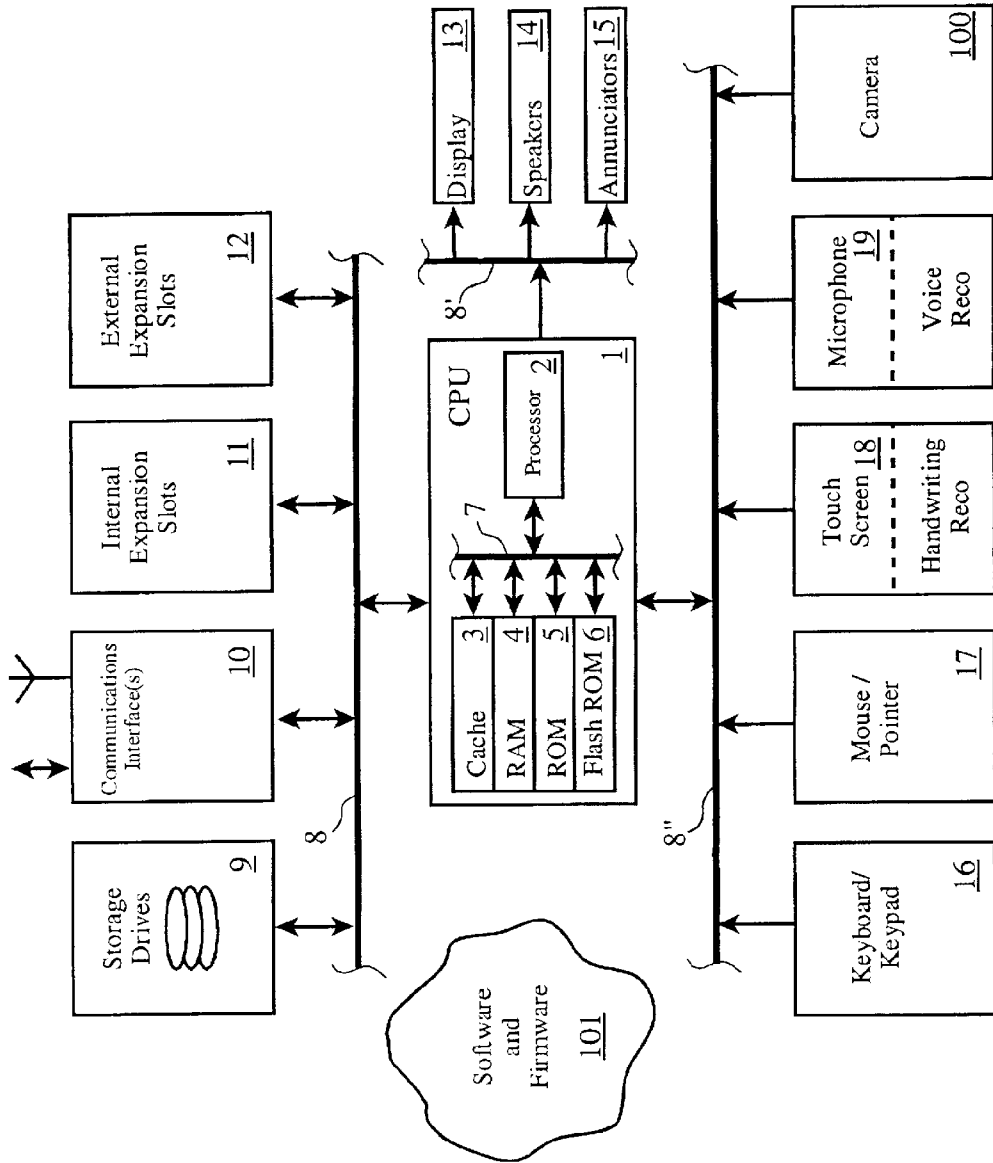 Storage
Drives
9
Communications
Interface(s)
10
Internal
Expansion
Slots
11
External
Expansion
Slots
12
8
CPU
1
Cache
3
RAM
4
ROM
5
Flash ROM
6
7
Processor
2
8'
Display
13
Speakers
14
Annunciators
15
Software
and
Firmware
101
8"
Keyboard/
Keypad
16
Mouse /
Pointer
17
Touch
Screen
18
Handwriting
Reco
Microphone
19
Voice
Reco
Camera
100